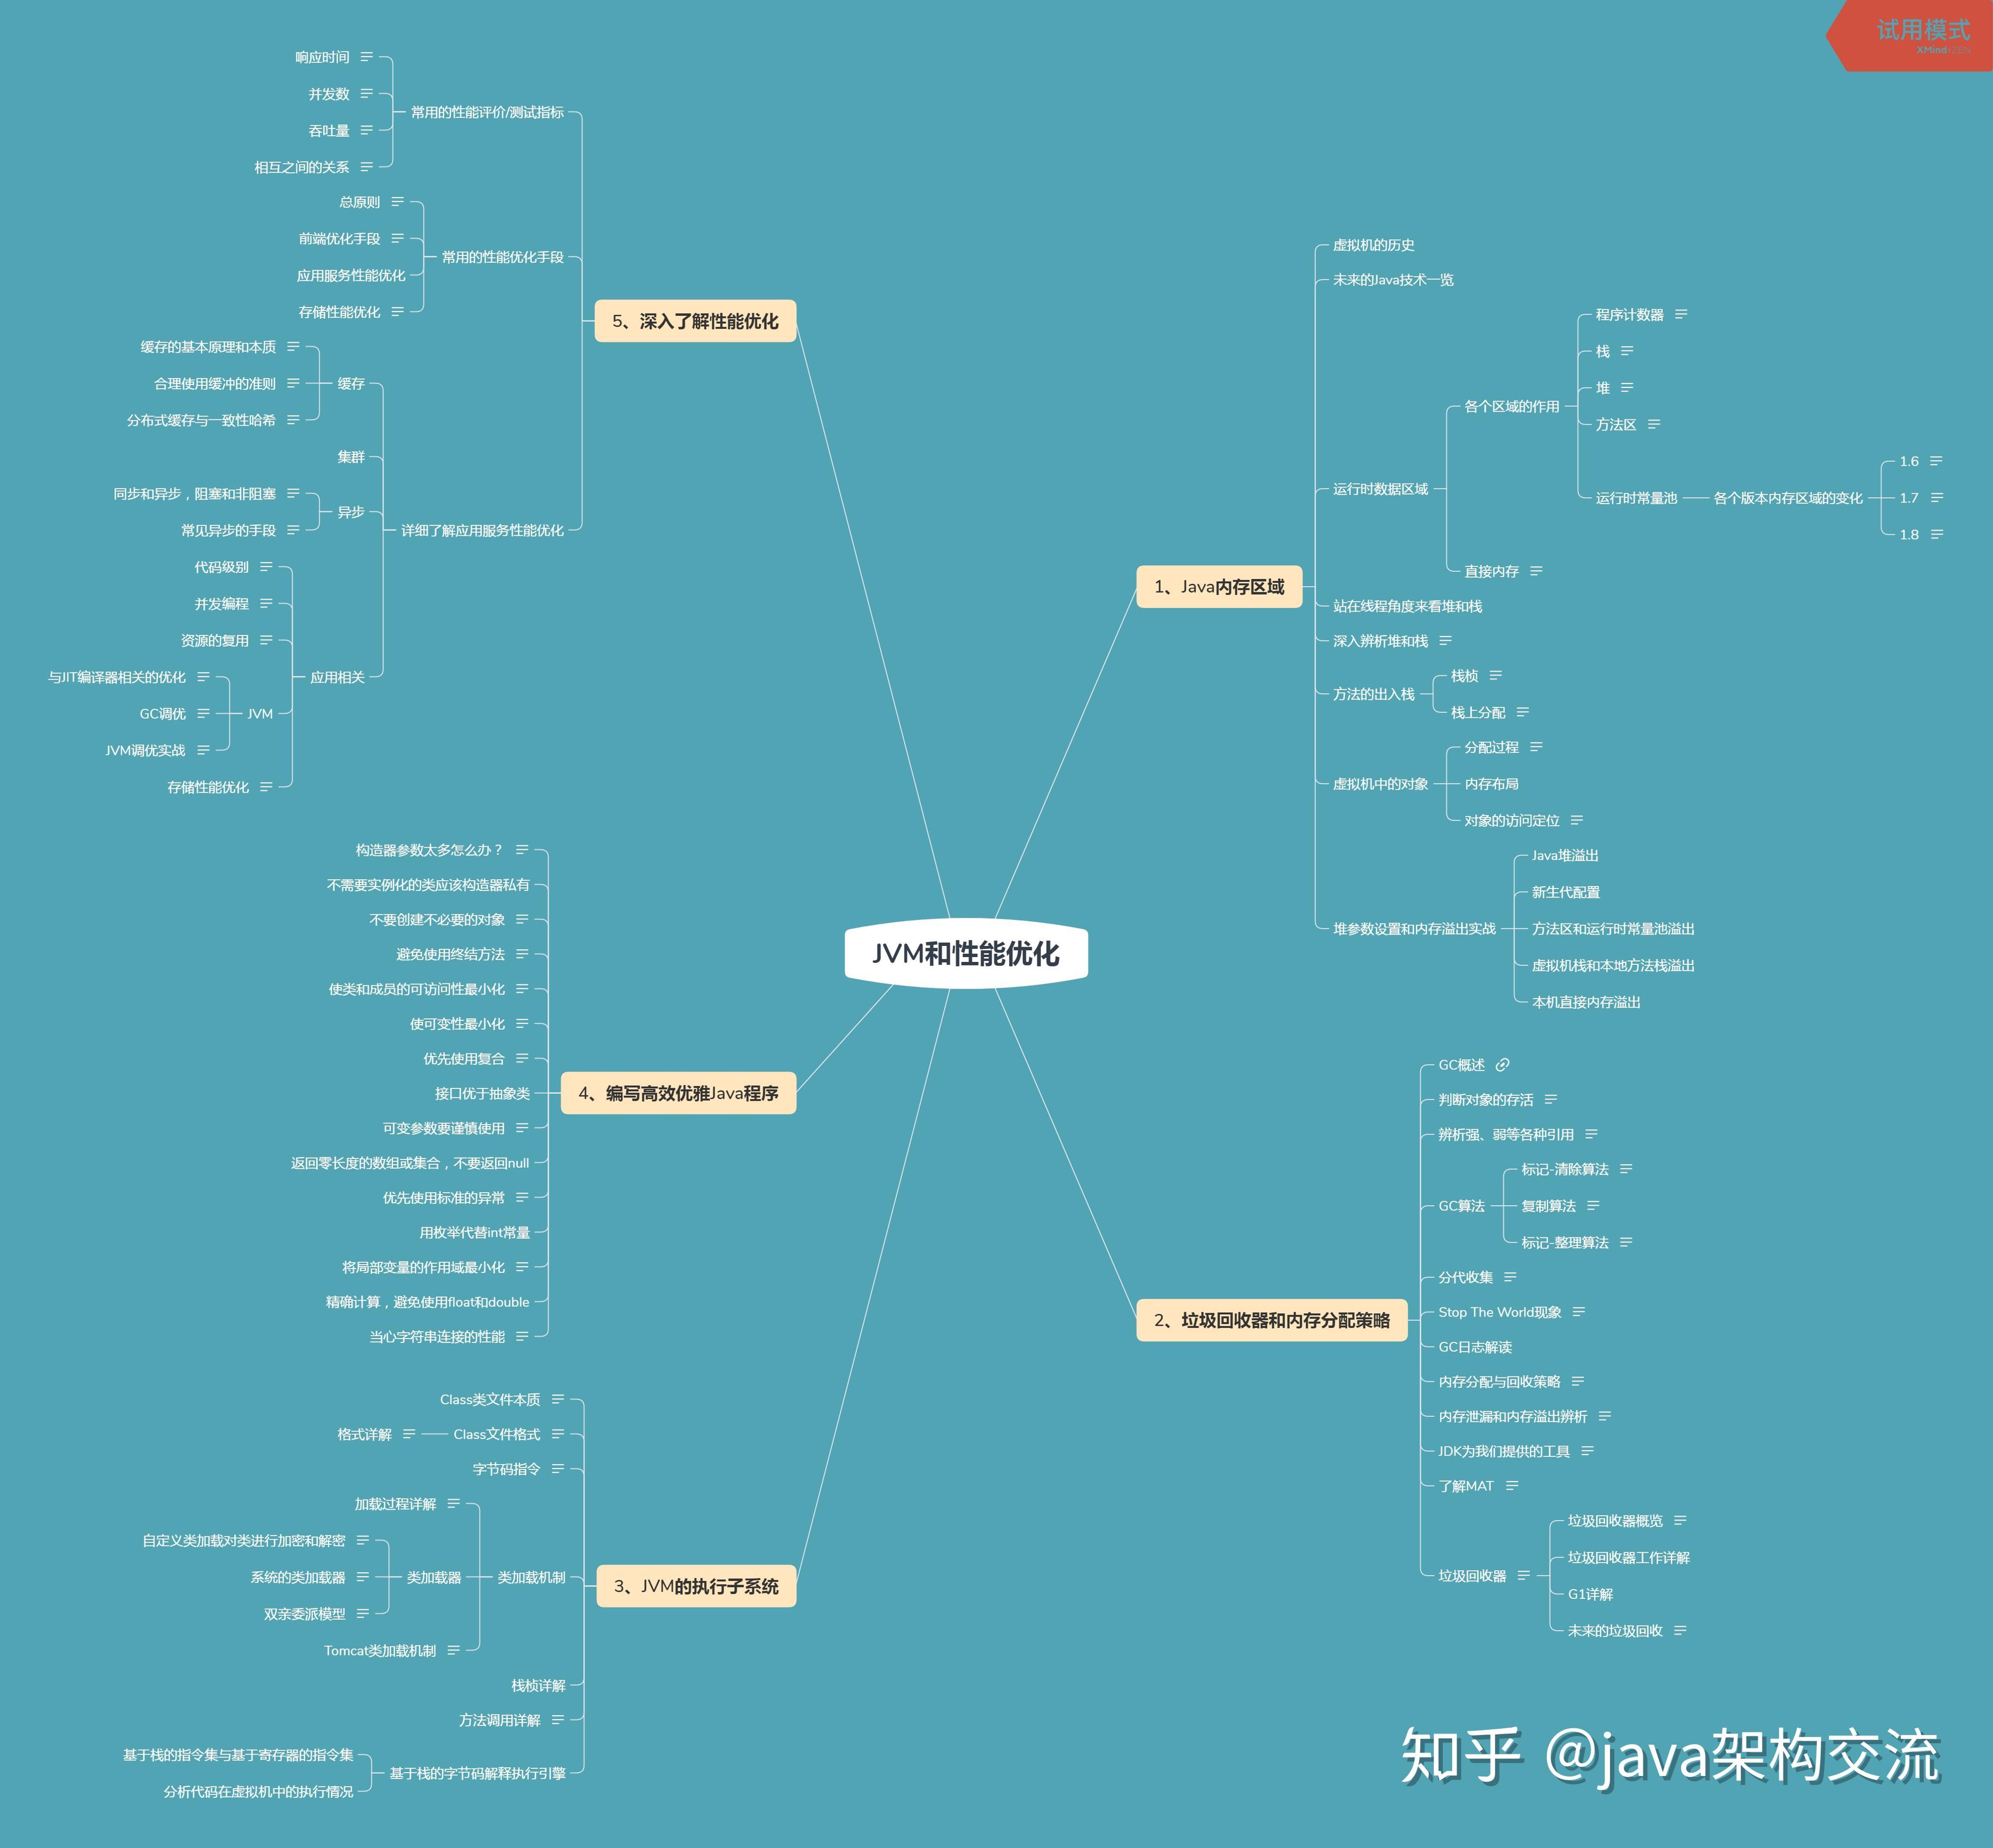 试用模式
XMind:ZEN
JVM和性能优化
1、Java内存区域
虚拟机的历史
未来的Java技术一览
运行时数据区域
各个区域的作用
程序计数器
栈
堆
方法区
运行时常量池
各个版本内存区域的变化
1.6
1.7
1.8
直接内存
站在线程角度来看堆和栈
深入辨析堆和栈
方法的出入栈
栈桢
栈上分配
虚拟机中的对象
分配过程
内存布局
对象的访问定位
堆参数设置和内存溢出实战
Java堆溢出
新生代配置
方法区和运行时常量池溢出
虚拟机栈和本地方法栈溢出
本机直接内存溢出
2、垃圾回收器和内存分配策略
GC概述
判断对象的存活
辨析强、弱等各种引用
GC算法
标记-清除算法
复制算法
标记-整理算法
分代收集
Stop The World现象
GC日志解读
内存分配与回收策略
内存泄漏和内存溢出辨析
JDK为我们提供的工具
了解MAT
垃圾回收器
垃圾回收器概览
垃圾回收器工作详解
G1详解
未来的垃圾回收
3、JVM的执行子系统
Class类文件本质
Class文件格式
格式详解
字节码指令
类加载机制
加载过程详解
类加载器
自定义类加载对类进行加密和解密
系统的类加载器
双亲委派模型
Tomcat类加载机制
栈桢详解
方法调用详解
基于栈的字节码解释执行引擎
基于栈的指令集与基于寄存器的指令集
分析代码在虚拟机中的执行情况
4、编写高效优雅Java程序
构造器参数太多怎么办？
不需要实例化的类应该构造器私有
不要创建不必要的对象
避免使用终结方法
使类和成员的可访问性最小化
使可变性最小化
优先使用复合
接口优于抽象类
可变参数要谨慎使用
返回零长度的数组或集合，不要返回null
优先使用标准的异常
用枚举代替int常量
将局部变量的作用域最小化
精确计算，避免使用float和double
当心字符串连接的性能
5、深入了解性能优化
常用的性能评价/测试指标
响应时间
并发数
吞吐量
相互之间的关系
常用的性能优化手段
总原则
前端优化手段
应用服务性能优化
存储性能优化
详细了解应用服务性能优化
缓存
缓存的基本原理和本质
合理使用缓冲的准则
分布式缓存与一致性哈希
集群
异步
同步和异步，阻塞和非阻塞
常见异步的手段
应用相关
代码级别
并发编程
资源的复用
JVM
与JIT编译器相关的优化
GC调优
JVM调优实战
存储性能优化
知乎 @java架构交流